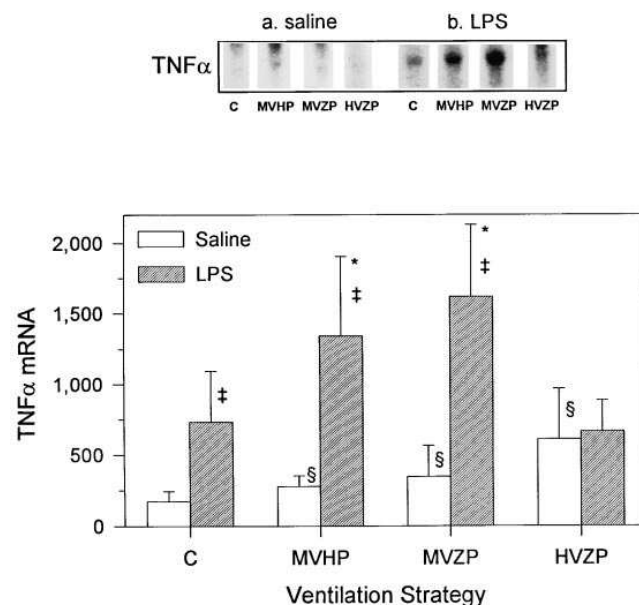 a. saline b. LPS
TNFα
C MVHP MVZP HVZP C MVHP MVZP HVZP
Saline
LPS
2,000
1,500
1,000
500
0
TNFα mRNA
* ‡
* ‡
‡
§
§
§
C MVHP MVZP HVZP
Ventilation Strategy